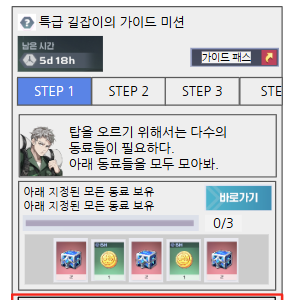 특급 길잡이의 가이드 미션
남은 시간
5d 18h
가이드 패스
STEP 1 STEP 2 STEP 3 STE
탑을 오르기 위해서는 다수의
동료들이 필요하다.
아래 동료들을 모두 모아봐.
아래 지정된 모든 동료 보유
아래 지정된 모든 동료 보유
바로가기
0/3